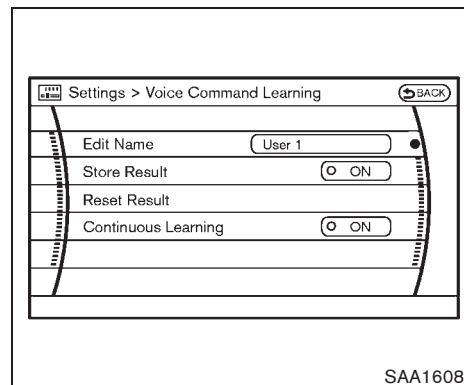 Settings > Voice Command Learning BACK
Edit Name User 1
Store Result ON
Reset Result
Continuous Learning ON
SAA1608